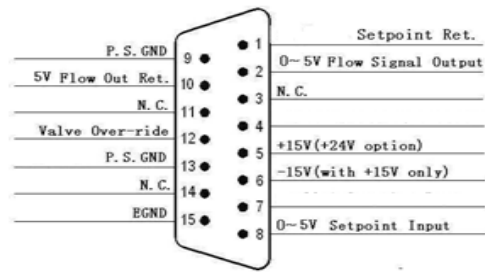 P.S.GND
5V Flow Out Ret.
N.C.
Valve Over-ride
P.S.GND
N.C.
EGND
9
10
11
12
13
14
15
1
2
3
4
5
6
7
8
Setpoint Ret.
0~5V Flow Signal Output
N.C.
+15V(+24V option)
-15V(with +15V only)
0~5V Setpoint Input